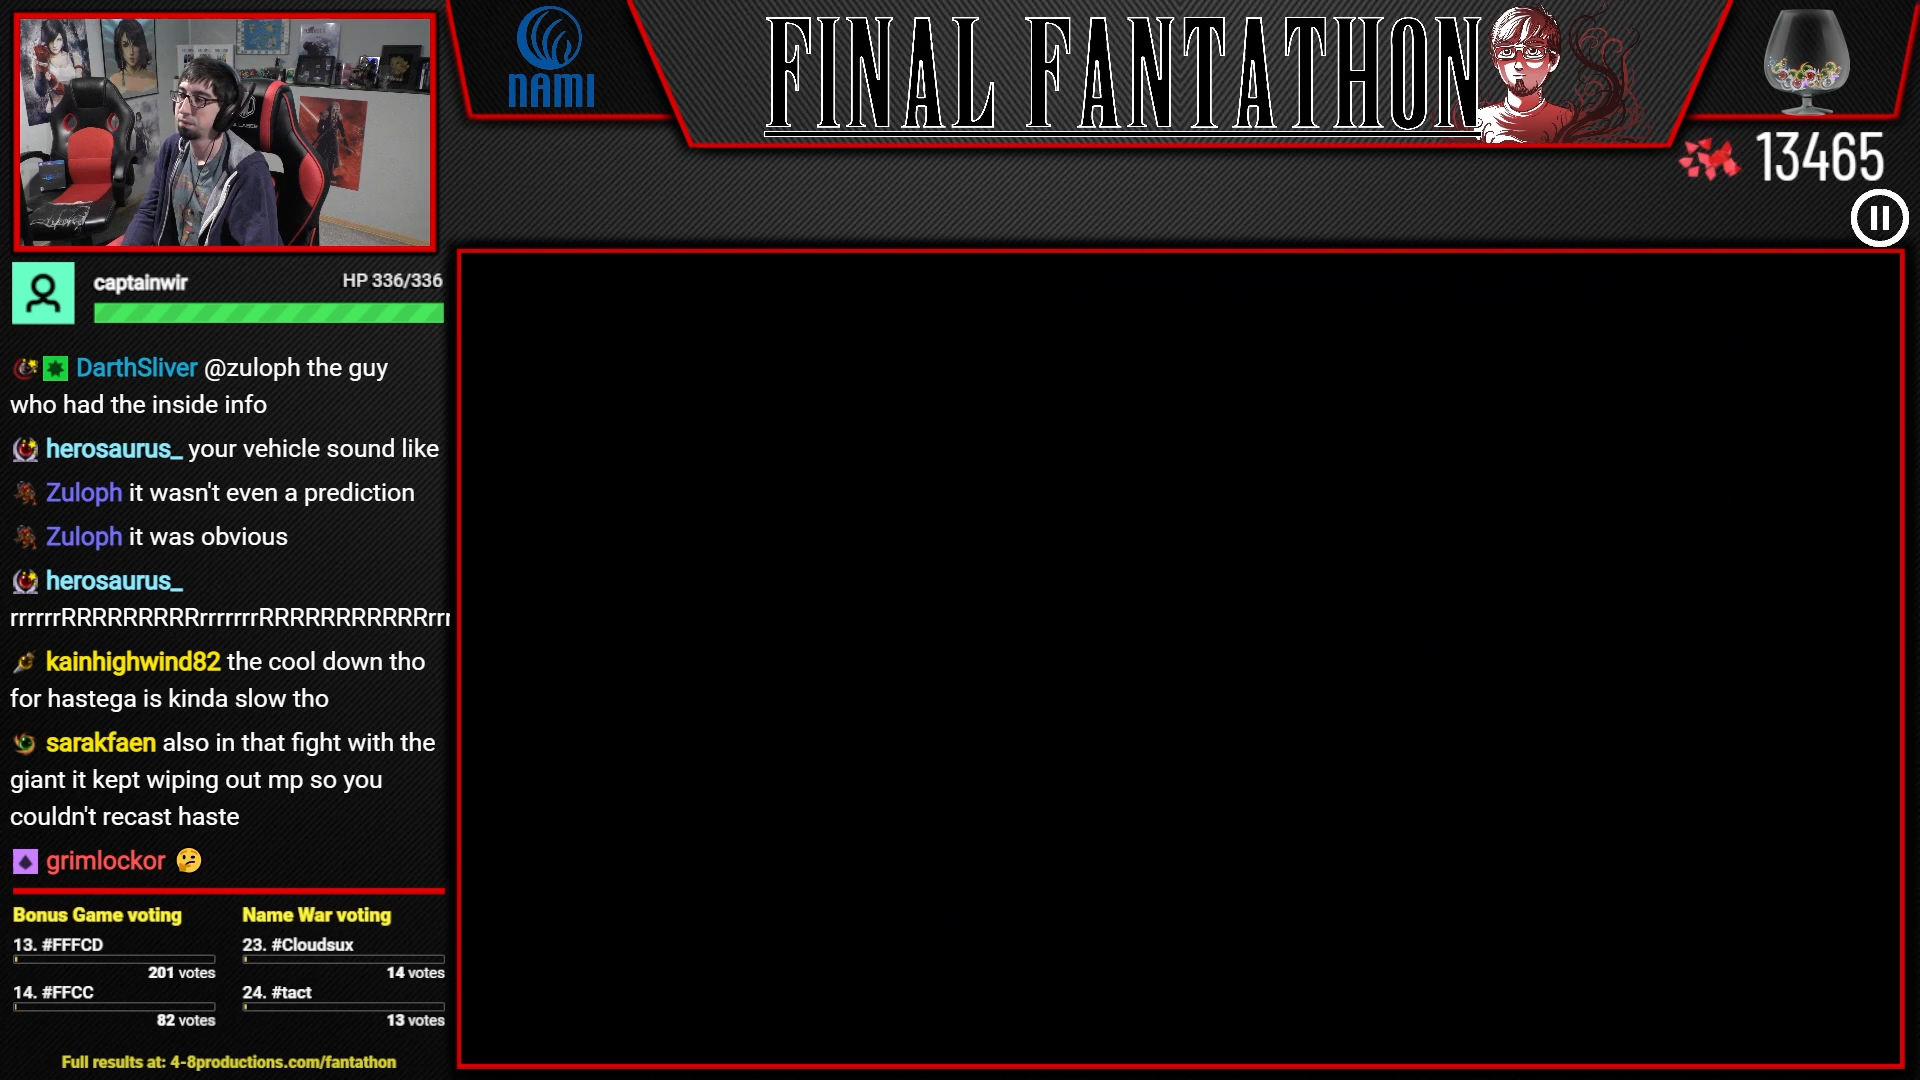 NAMI
FINAL FANTATHON
13465
captainwir
HP 336/336
DarthSliver @zuloph the guy
who had the inside info
herosaurus_ your vehicle sound like
Zuloph it wasn't even a prediction
Zuloph it was obvious
herosaurus_
rrrrrrRRRRRRRRRrrrrrrrRRRRRRRRRRRrrr
kainhighwind82 the cool down tho
for hastega is kinda slow tho
sarakfaen also in that fight with the
giant it kept wiping out mp so you
couldn't recast haste
grimlockor 🤔
Bonus Game voting
13. #FFFCD
201 votes
14. #FFCC
82 votes
Name War voting
23. #Cloudsux
14 votes
24. #tact
13 votes
Full results at: 4-8productions.com/fantathon